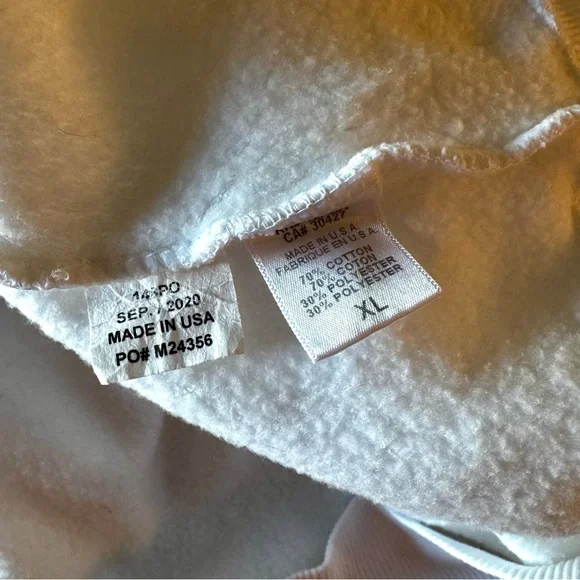 SEP. 2020
MADE IN USA
PO# M24356
CA# 30427
MADE IN U.S.A.
FABRIQUE EN U.S.A.
70% COTTON
70% COTON
30% POLYESTER
30% POLYESTER
XL